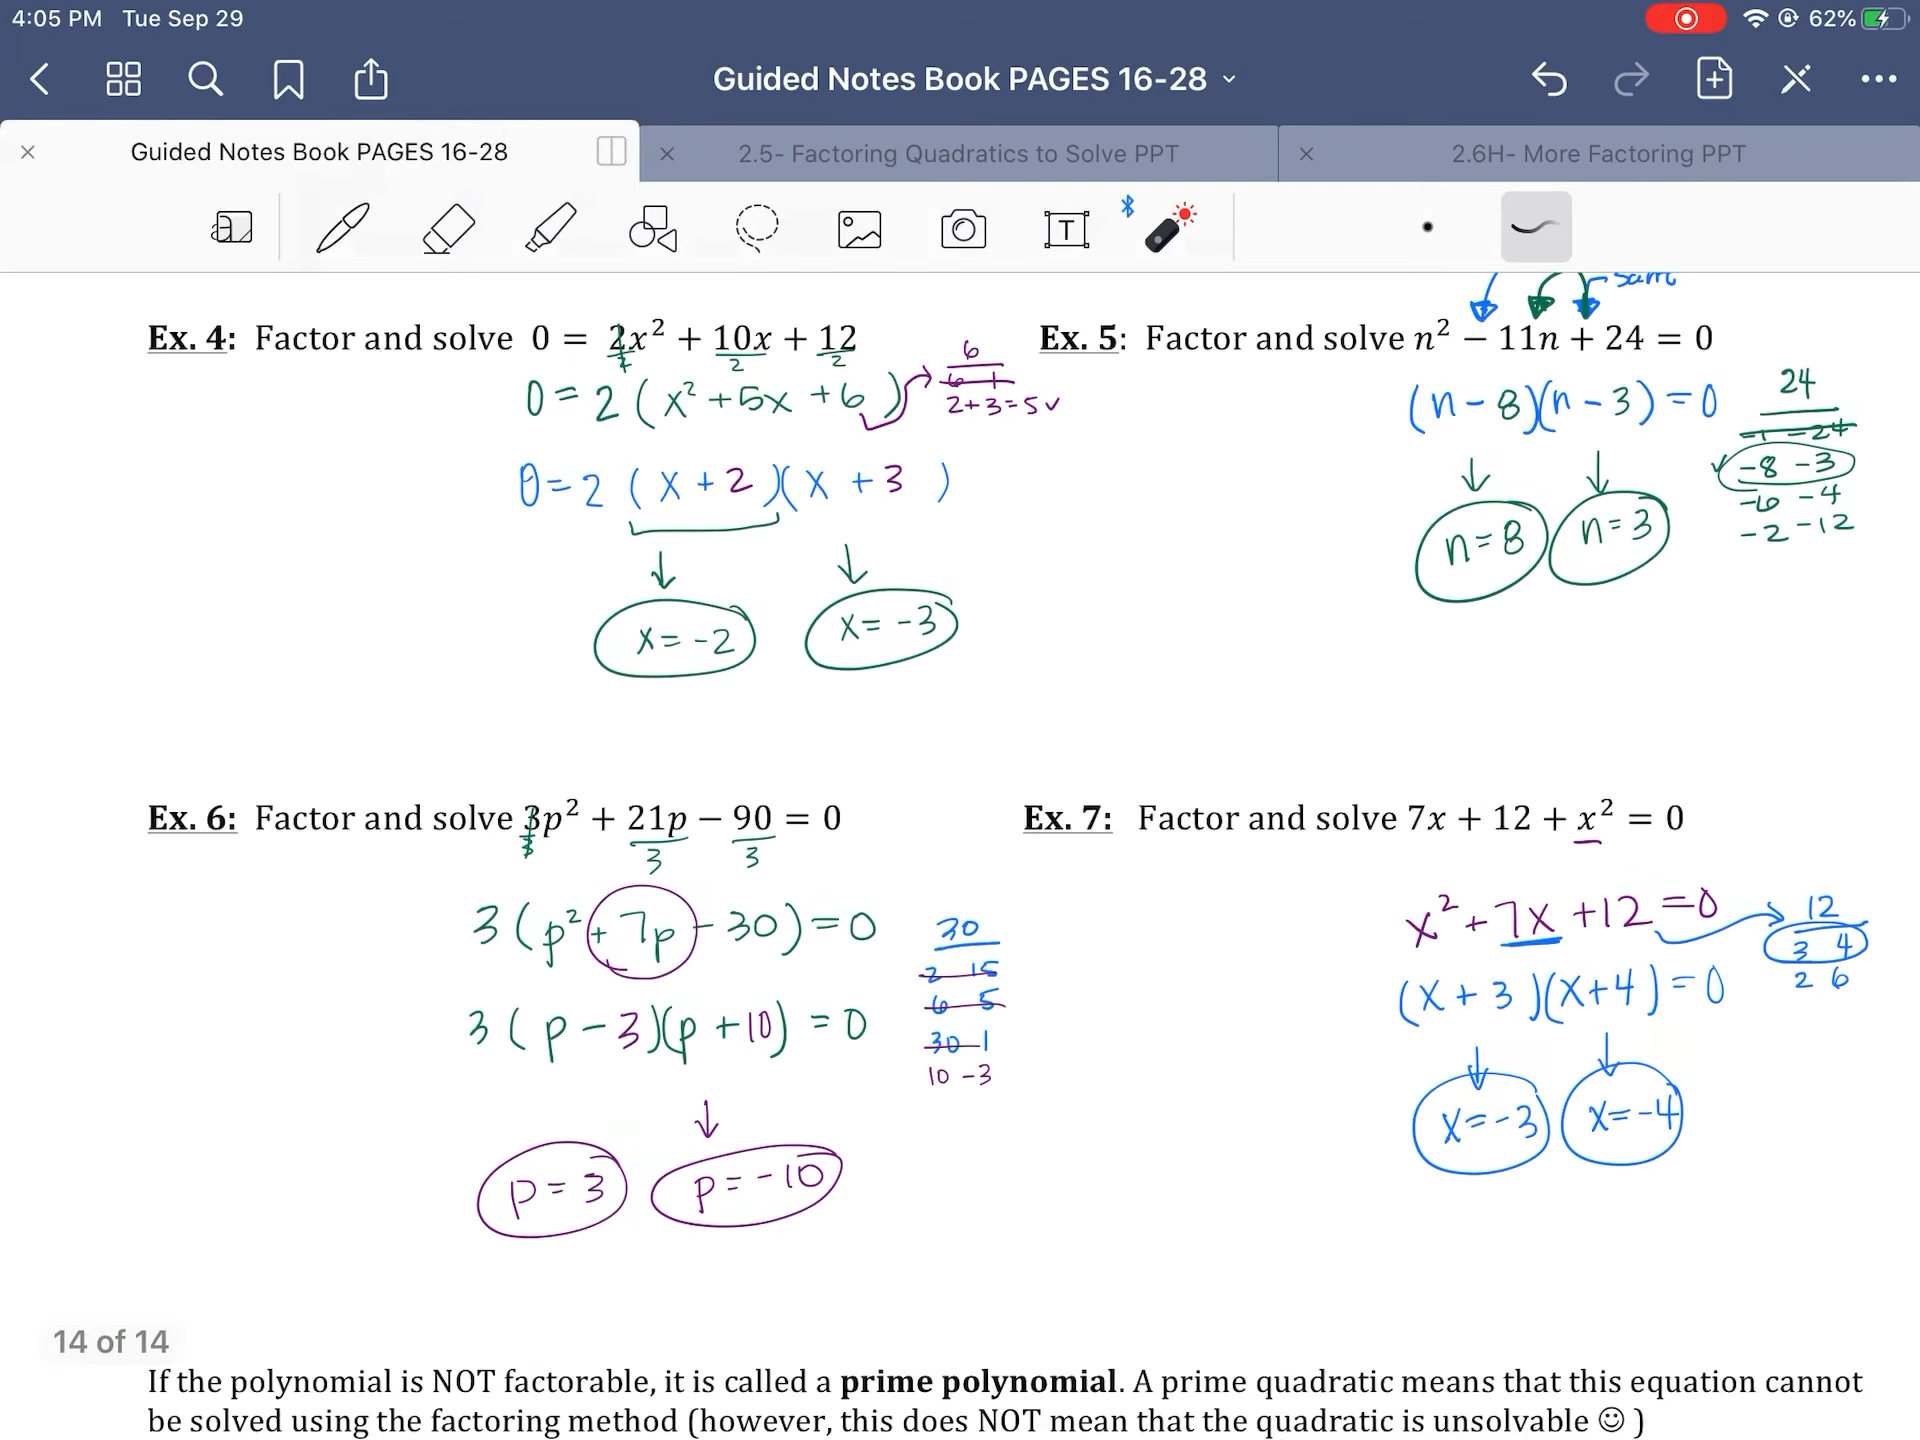 4:05 PM Tue Sep 29
62%
Guided Notes Book PAGES 16-28
Guided Notes Book PAGES 16-28
2.5- Factoring Quadratics to Solve PPT
2.6H- More Factoring PPT
T
Ex. 4: Factor and solve 0 = 2x² + 10x + 12
2 2 2
0 = 2 ( x² + 5x + 6 )
6
6 1
2+3=5 ✓
0 = 2 ( x + 2 )( x + 3 )
x = -2
x = -3
Ex. 5: Factor and solve n² − 11n + 24 = 0
(n - 8)(n - 3) = 0
n = 8
n = 3
24
-1 -24
✓ -8 -3
-6 -4
-2 -12
Ex. 6: Factor and solve 3p² + 21p − 90 = 0
3 3 3
3 ( p² + 7p - 30 ) = 0
3 ( p - 3 )( p + 10 ) = 0
30
2 15
6 5
30 1
10 -3
p = 3
p = -10
Ex. 7: Factor and solve 7x + 12 + x² = 0
x² + 7x + 12 = 0
12
3 4
2 6
(x + 3 )(x + 4 ) = 0
x = -3
x = -4
14 of 14
If the polynomial is NOT factorable, it is called a prime polynomial. A prime quadratic means that this equation cannot
be solved using the factoring method (however, this does NOT mean that the quadratic is unsolvable ☺ )